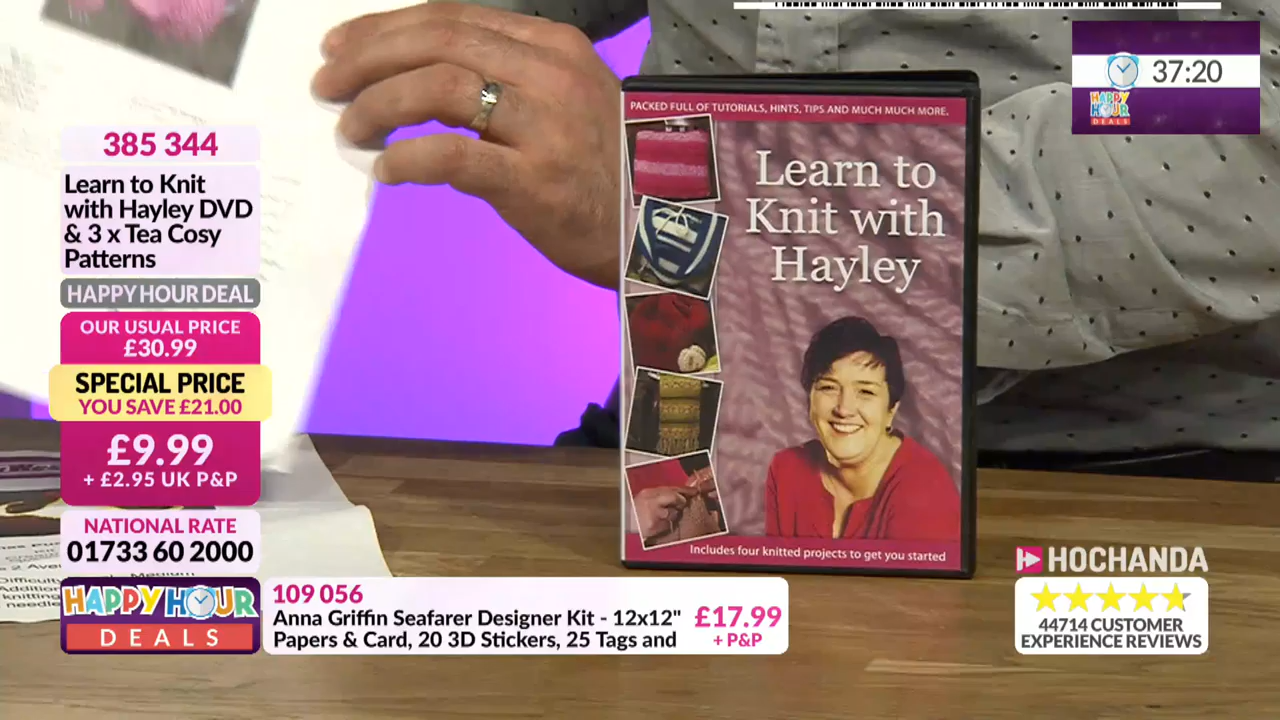 37:20
HAPPY
HOUR
DEALS
385 344
Learn to Knit
with Hayley DVD
& 3 x Tea Cosy
Patterns
HAPPY HOUR DEAL
OUR USUAL PRICE
£30.99
SPECIAL PRICE
YOU SAVE £21.00
£9.99
+ £2.95 UK P&P
NATIONAL RATE
01733 60 2000
PACKED FULL OF TUTORIALS, HINTS, TIPS AND MUCH MUCH MORE.
Learn to
Knit with
Hayley
Includes four knitted projects to get you started
HAPPY HOUR
DEALS
109 056
Anna Griffin Seafarer Designer Kit - 12x12"
Papers & Card, 20 3D Stickers, 25 Tags and
£17.99
+ P&P
HOCHANDA
44714 CUSTOMER
EXPERIENCE REVIEWS